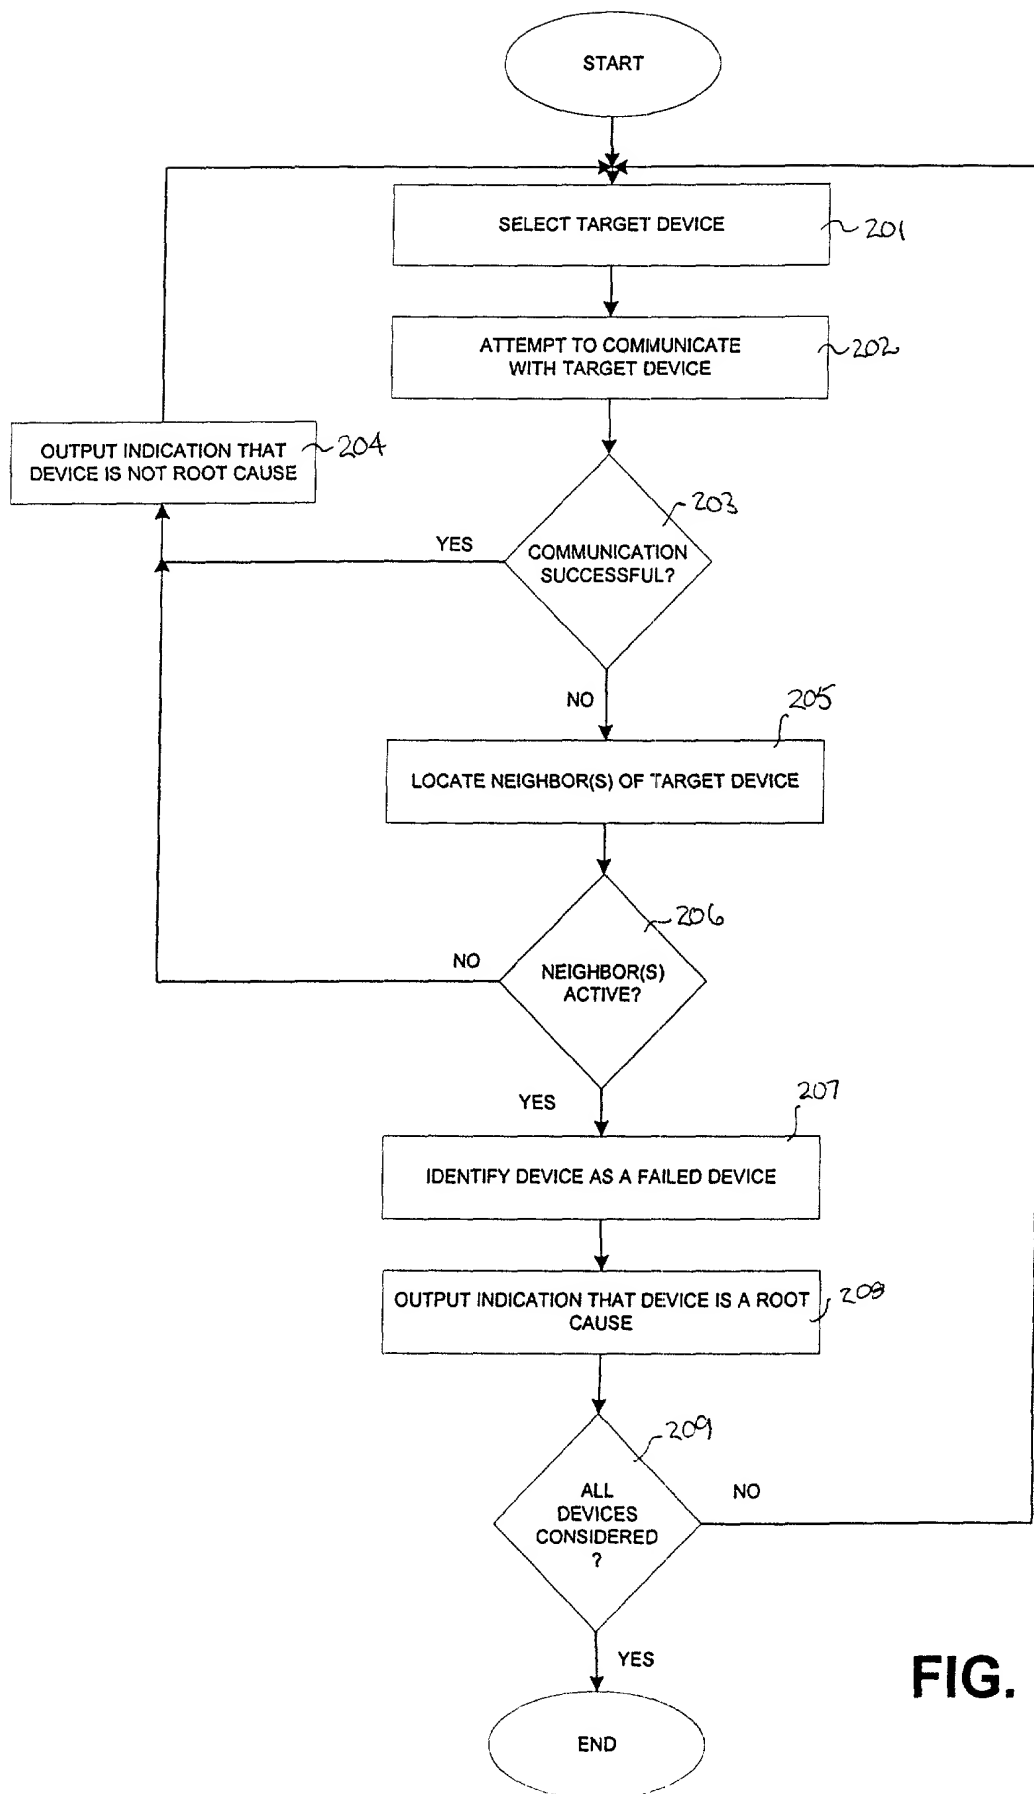 START
SELECT TARGET DEVICE
201
ATTEMPT TO COMMUNICATE
WITH TARGET DEVICE
202
OUTPUT INDICATION THAT
DEVICE IS NOT ROOT CAUSE
204
203
YES
COMMUNICATION
SUCCESSFUL?
NO
205
LOCATE NEIGHBOR(S) OF TARGET DEVICE
206
NO
NEIGHBOR(S)
ACTIVE?
YES
207
IDENTIFY DEVICE AS A FAILED DEVICE
OUTPUT INDICATION THAT DEVICE IS A ROOT
CAUSE
208
209
ALL
DEVICES
CONSIDERED
?
NO
YES
FIG.
END